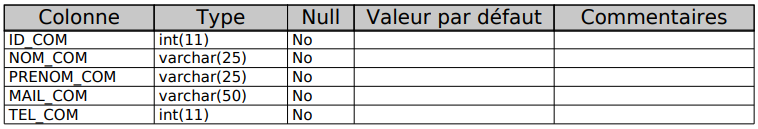 Colonne Type Null Valeur par défaut Commentaires
ID_COM int(11) No
NOM_COM varchar(25) No
PRENOM_COM varchar(25) No
MAIL_COM varchar(50) No
TEL_COM int(11) No